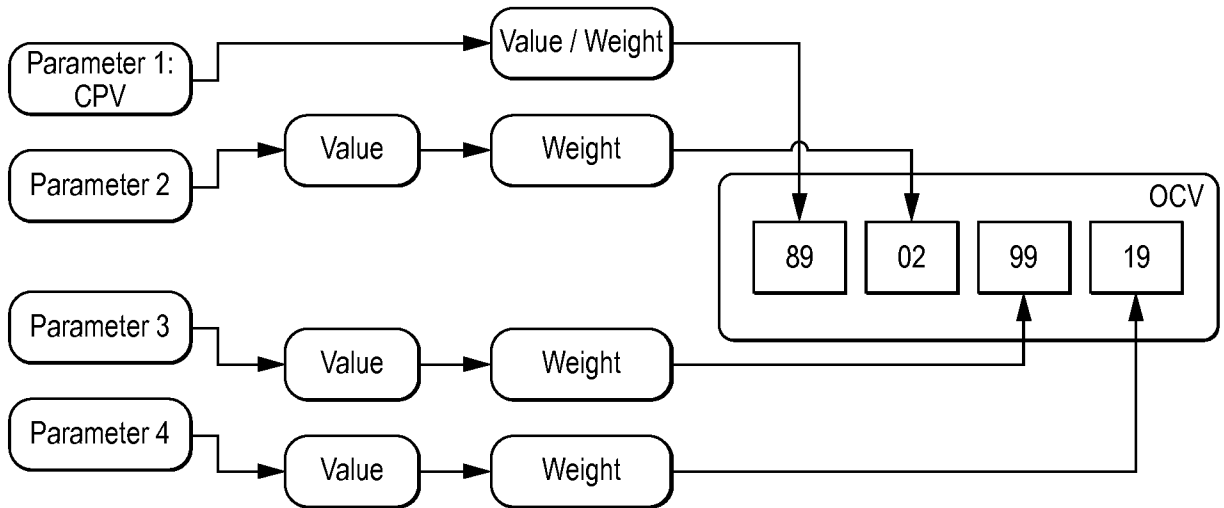 Parameter 1:
CPV
Value / Weight
Parameter 2
Value
Weight
OCV
89
02
99
19
Parameter 3
Value
Weight
Parameter 4
Value
Weight